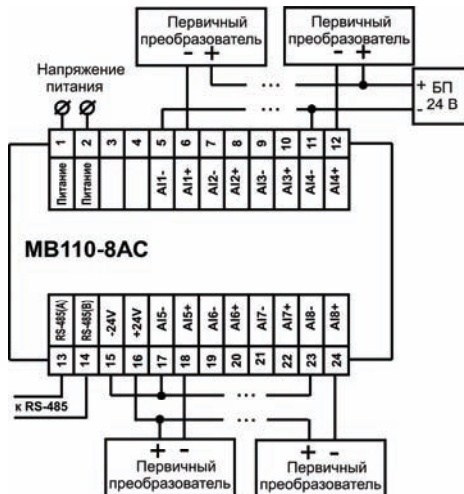 Первичный
преобразователь
- +
Первичный
преобразователь
- +
Напряжение
питания
...
...
+ БП
- 24 В
1 2 3 4 5 6 7 8 9 10 11 12
Питание Питание AI1- AI1+ AI2- AI2+ AI3- AI3+ AI4- AI4+
МВ110-8АС
RS-485(A) RS-485(B) -24V +24V AI5- AI5+ AI6- AI6+ AI7- AI7+ AI8- AI8+
13 14 15 16 17 18 19 20 21 22 23 24
к RS-485
...
...
+ -
Первичный
преобразователь
+ -
Первичный
преобразователь